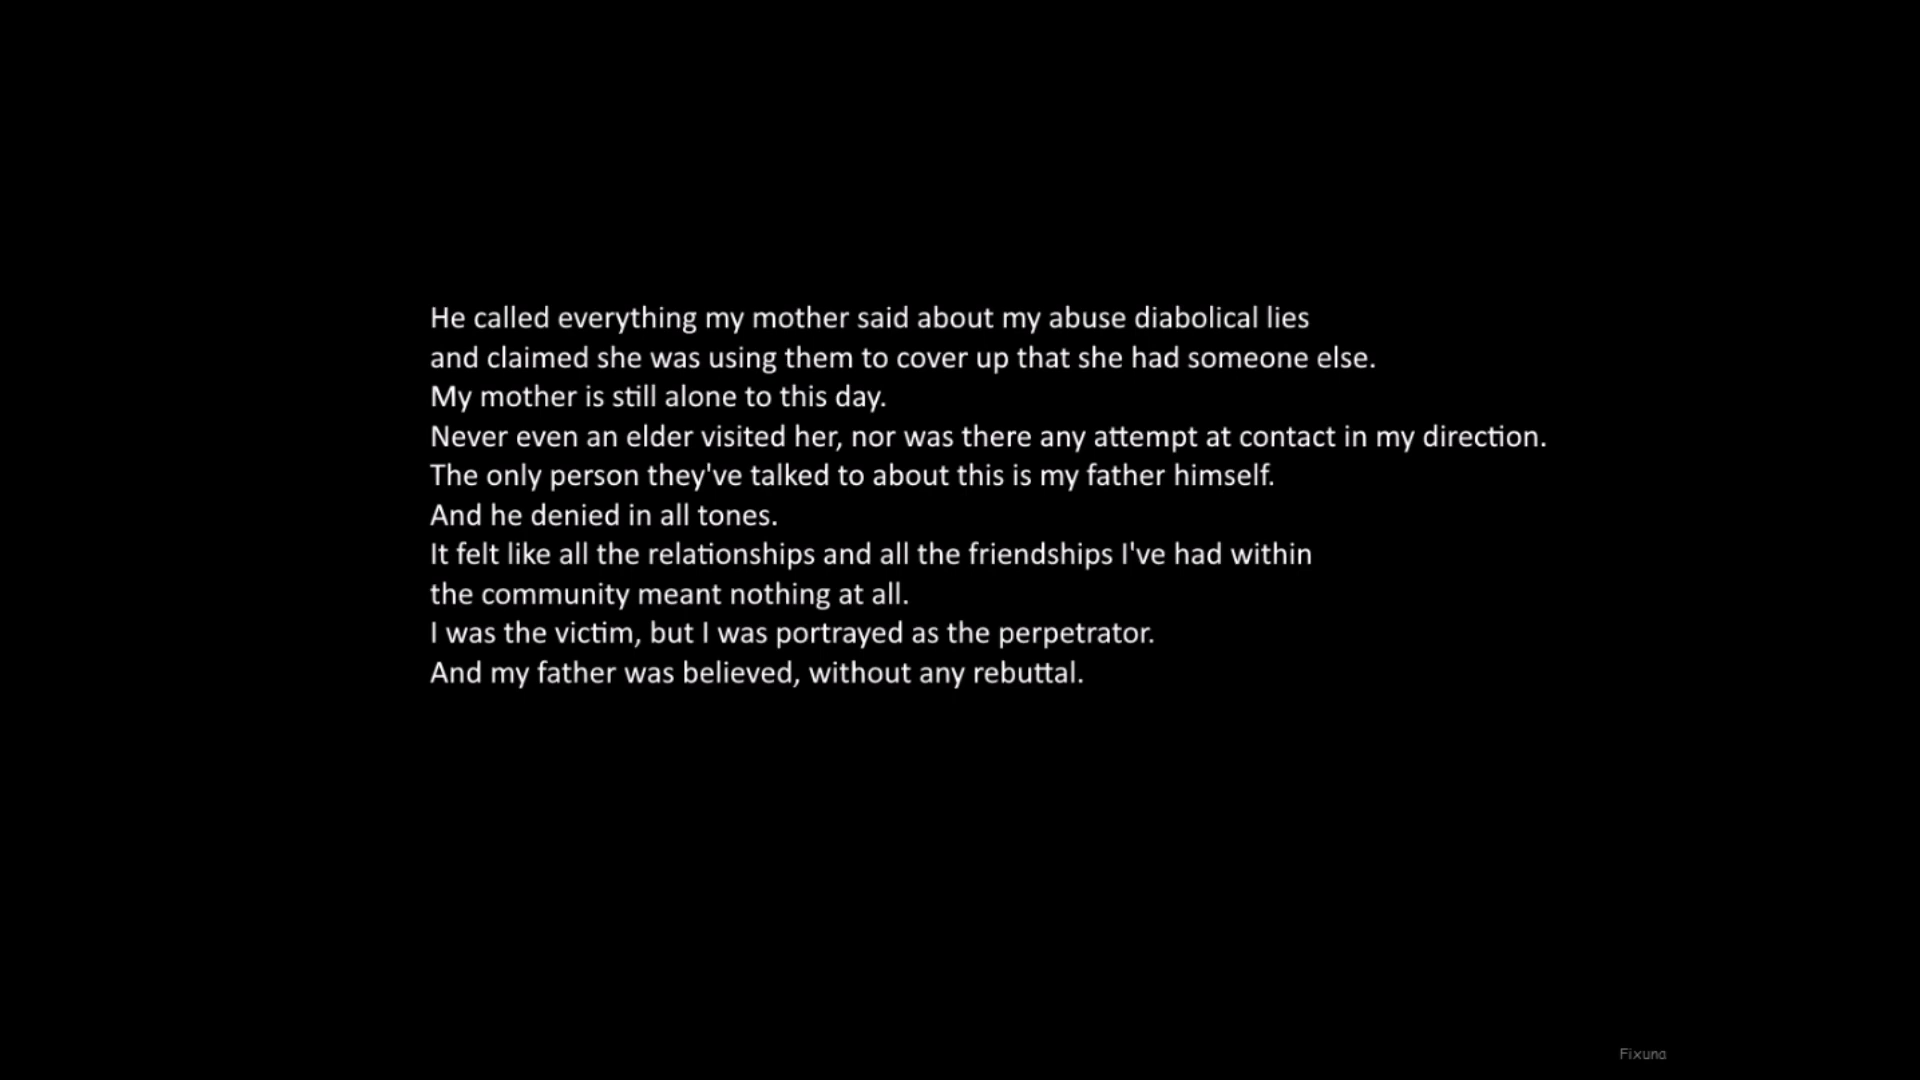 He called everything my mother said about my abuse diabolical lies
and claimed she was using them to cover up that she had someone else.
My mother is still alone to this day.
Never even an elder visited her, nor was there any attempt at contact in my direction.
The only person they've talked to about this is my father himself.
And he denied in all tones.
It felt like all the relationships and all the friendships I've had within
the community meant nothing at all.
I was the victim, but I was portrayed as the perpetrator.
And my father was believed, without any rebuttal.
Fixuna